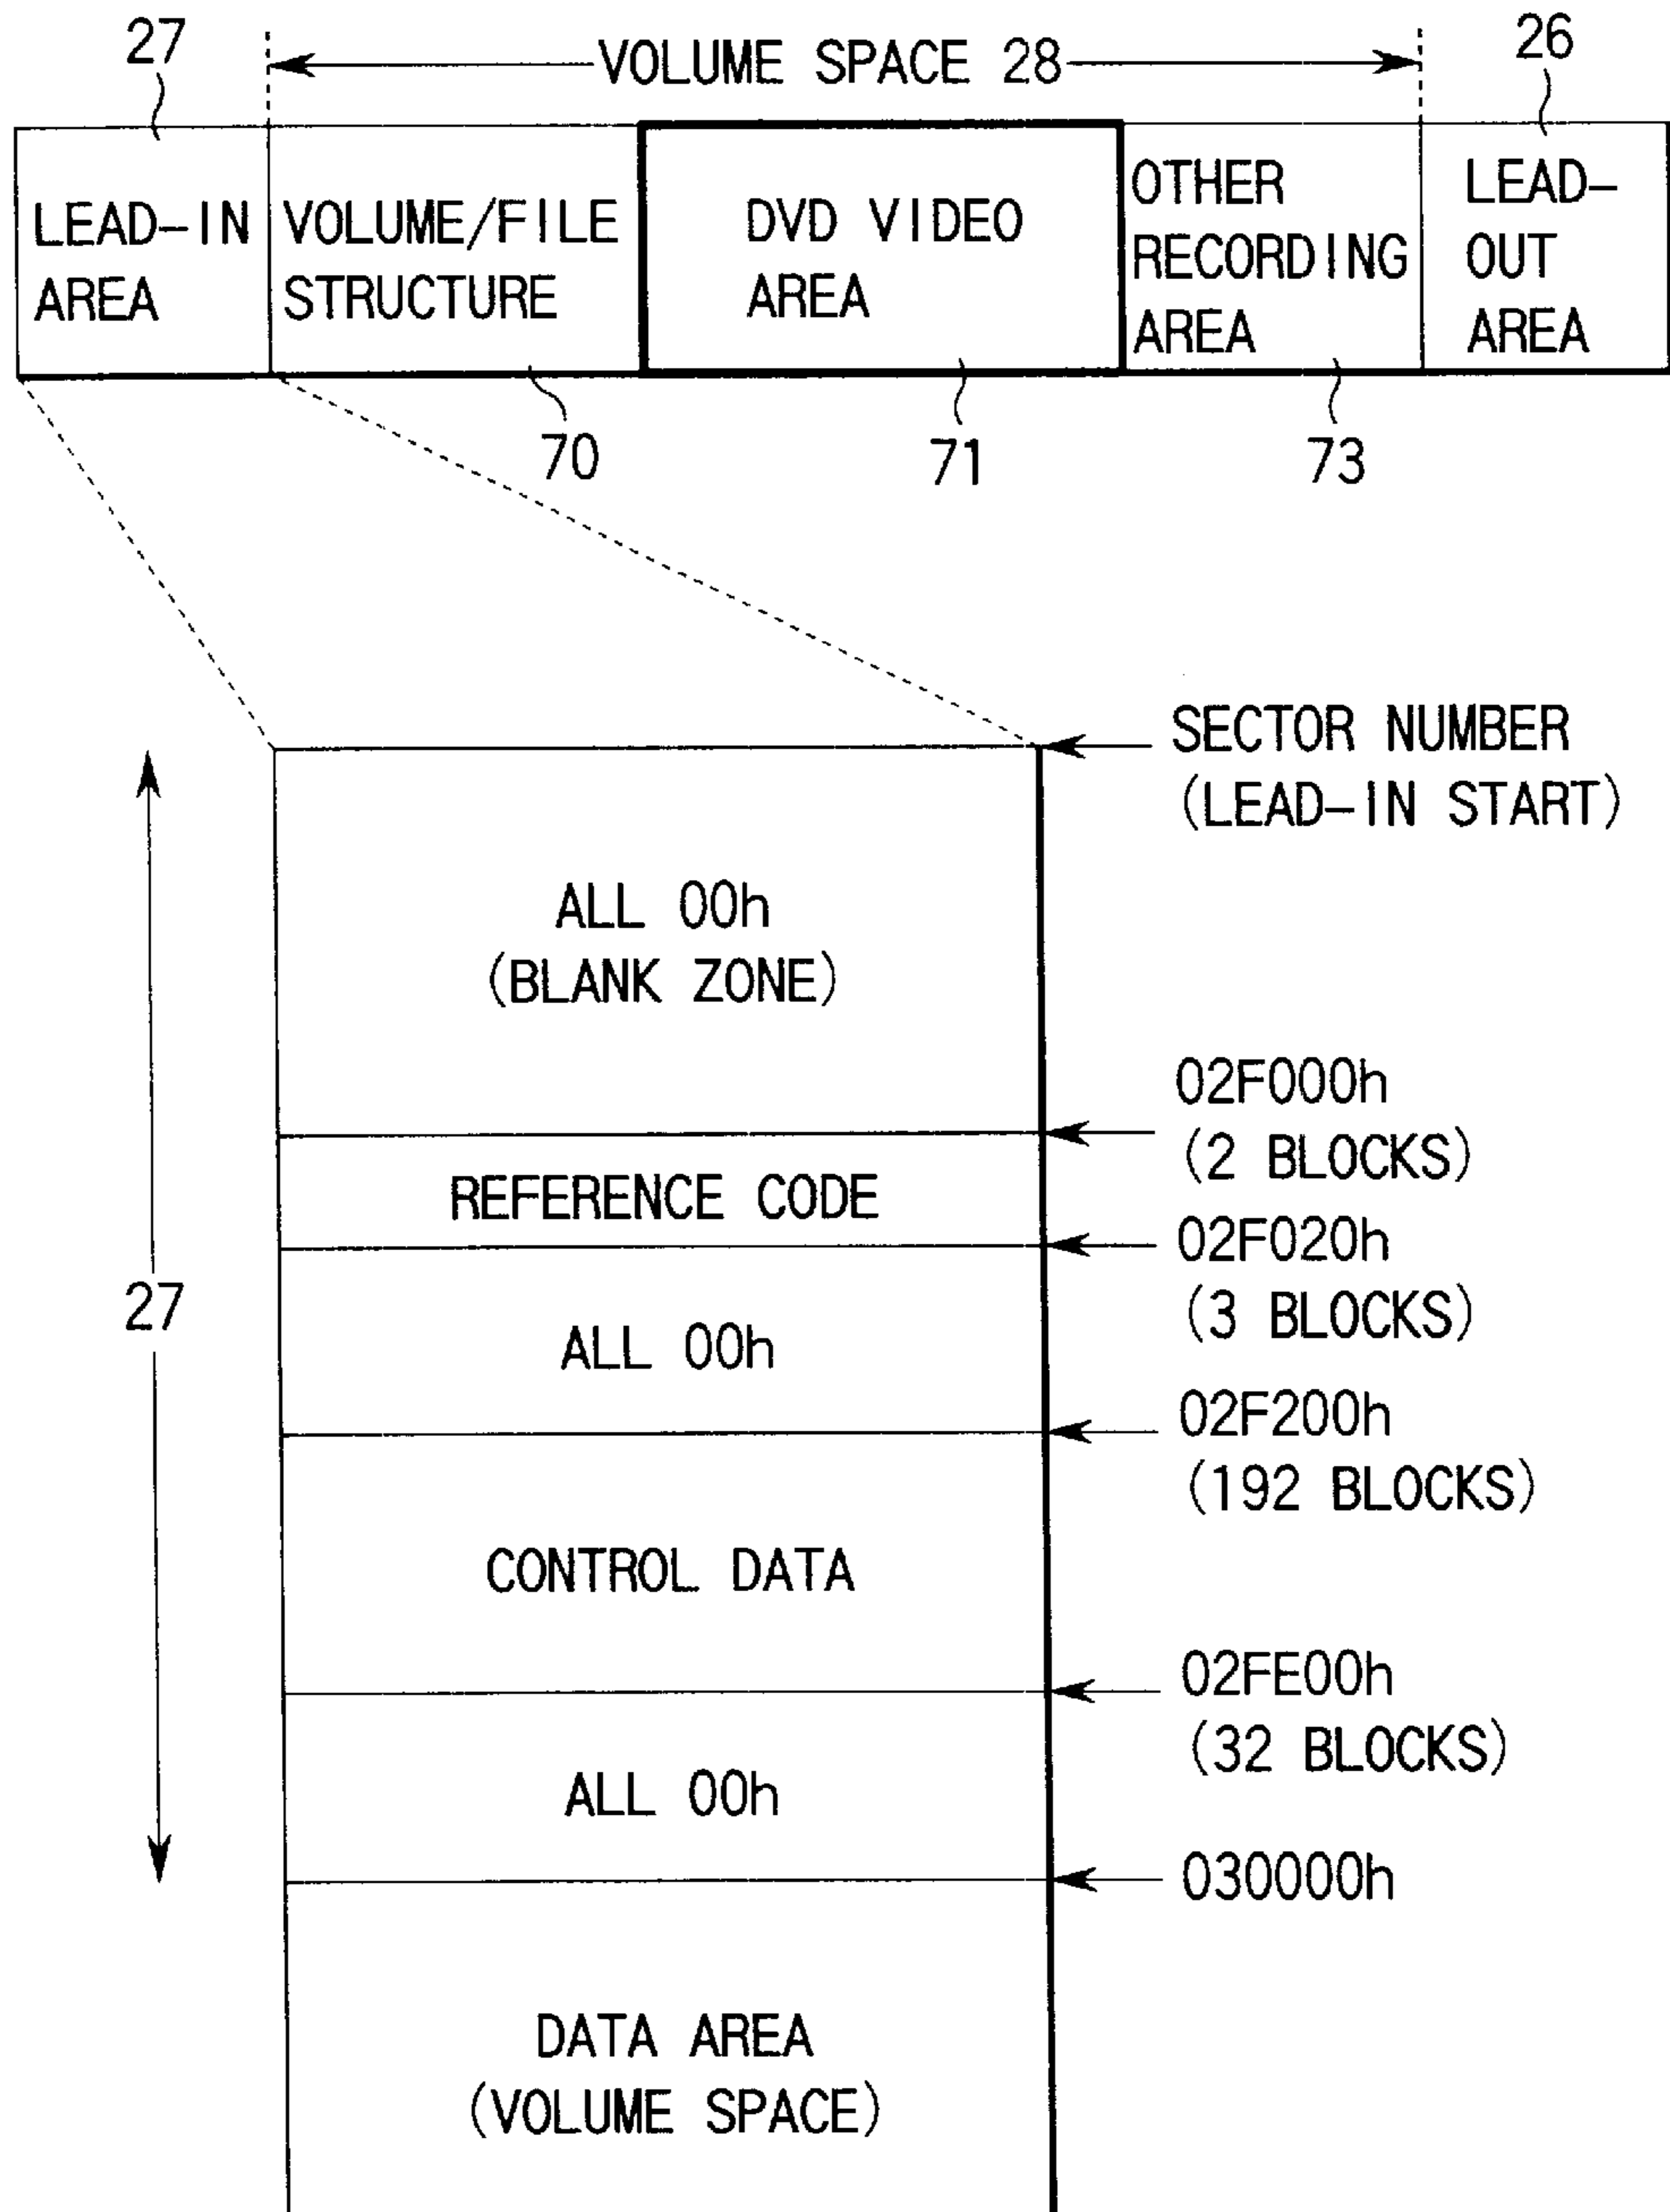 27
VOLUME SPACE 28
26
LEAD-IN
AREA
VOLUME/FILE
STRUCTURE
DVD VIDEO
AREA
OTHER
RECORDING
AREA
LEAD-
OUT
AREA
70
71
73
SECTOR NUMBER
(LEAD-IN START)
ALL 00h
(BLANK ZONE)
02F000h
(2 BLOCKS)
REFERENCE CODE
02F020h
(3 BLOCKS)
27
ALL 00h
02F200h
(192 BLOCKS)
CONTROL DATA
02FE00h
(32 BLOCKS)
ALL 00h
030000h
DATA AREA
(VOLUME SPACE)